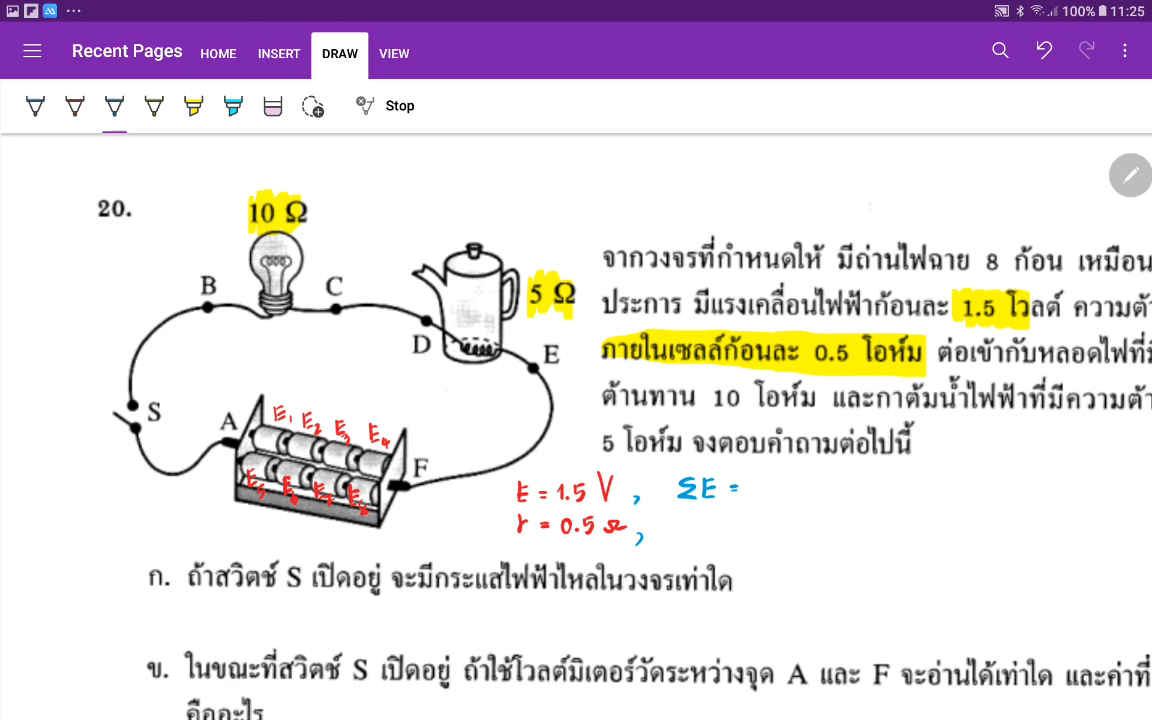 ... 100% 11:25
Recent Pages HOME INSERT DRAW VIEW
Stop
20.
10 Ω
B
C
5 Ω
D
E
S
A
F
E1 E2 E3 E4
E5 E6 E7 E8
จากวงจรที่กำหนดให้ มีถ่านไฟฉาย 8 ก้อน เหมือน
ประการ มีแรงเคลื่อนไฟฟ้าก้อนละ 1.5 โวลต์ ความต้า
ภายในเซลล์ก้อนละ 0.5 โอห์ม ต่อเข้ากับหลอดไฟที่มี
ต้านทาน 10 โอห์ม และกาต้มน้ำไฟฟ้าที่มีความต้า
5 โอห์ม จงตอบคำถามต่อไปนี้
E = 1.5 V , ΣE =
r = 0.5 Ω ,
ก. ถ้าสวิตช์ S เปิดอยู่ จะมีกระแสไฟฟ้าไหลในวงจรเท่าใด
ข. ในขณะที่สวิตช์ S เปิดอยู่ ถ้าใช้โวลต์มิเตอร์วัดระหว่างจุด A และ F จะอ่านได้เท่าใด และค่าที่
คืออะไร